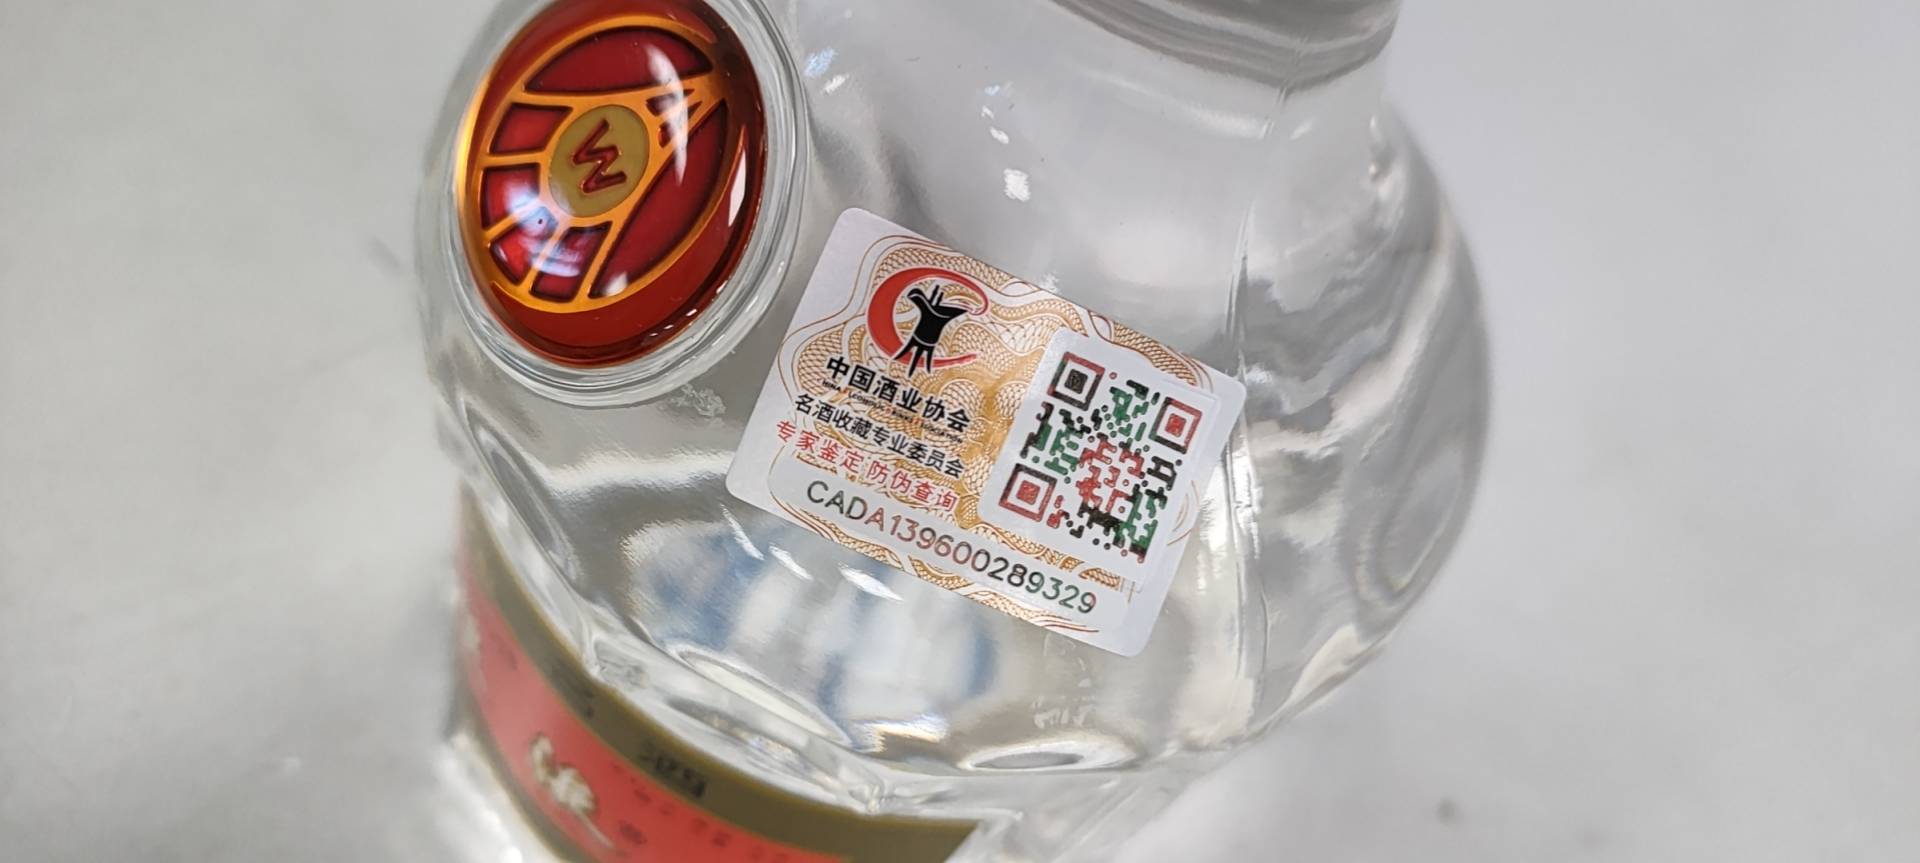 W
中国酒业协会
名酒收藏专业委员会
专家鉴定 防伪查询
CADA139600289329